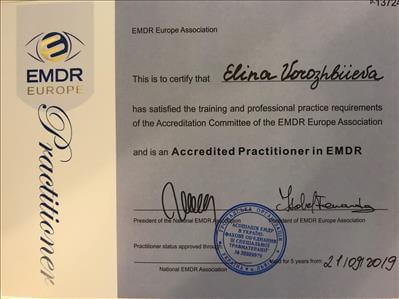 EMDR Europe Association
EMDR
EUROPE
Practitioner
This is to certify that Elina Vorozhbiieva
has satisfied the training and professional practice requirements
of the Accreditation Committee of the EMDR Europe Association
and is an Accredited Practitioner in EMDR
President of the National EMDR Association
President of EMDR Europe Association
Practitioner status approved through
National EMDR Association
Valid for 5 years from 21/09/2019
АСОЦІАЦІЯ EMDR
В УКРАЇНІ-